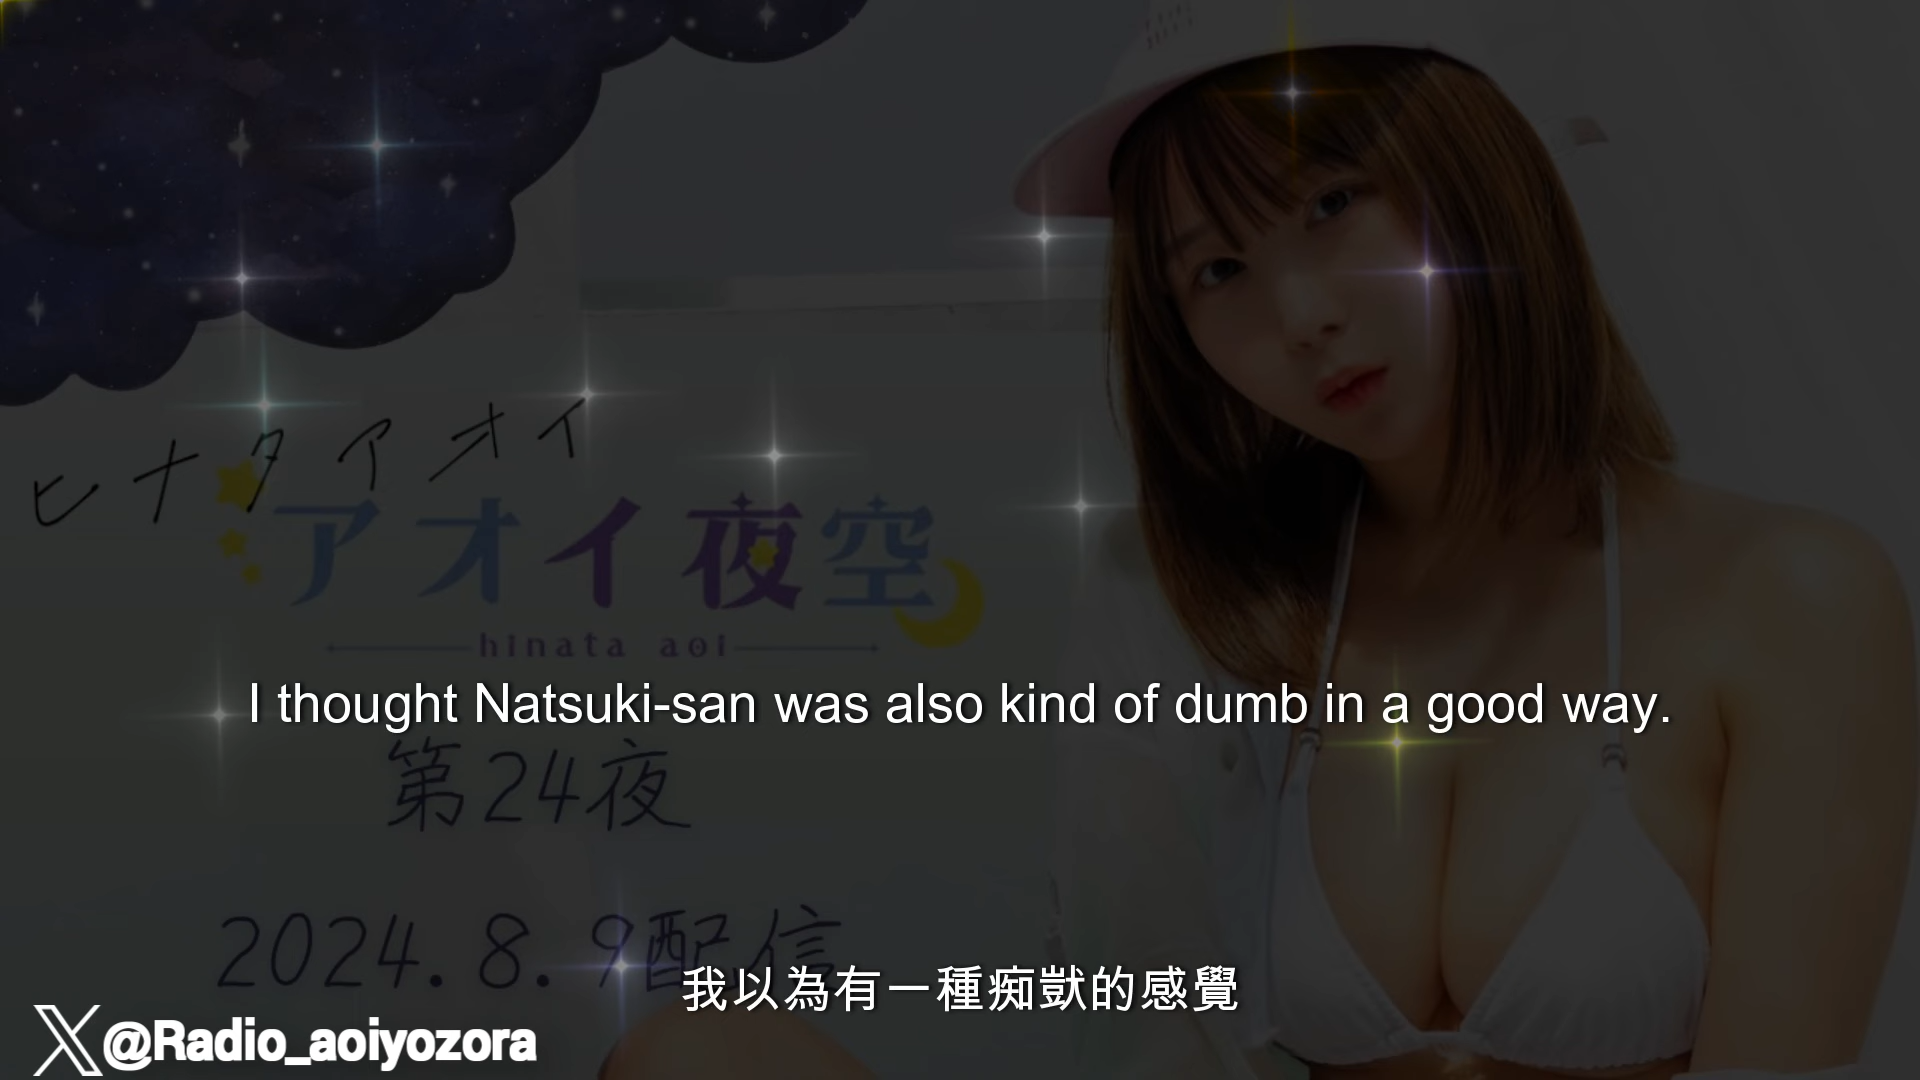 ヒナタアオイ
アオイ夜空
hinata aoi
I thought Natsuki-san was also kind of dumb in a good way.
第24夜
2024.8.9配信
我以為有一種痴獃的感覺
X@Radio_aoiyozora